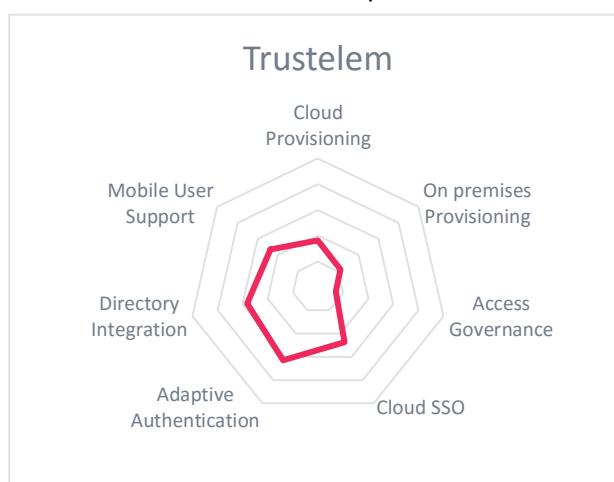 Trustelem
Cloud
Provisioning
On premises
Provisioning
Access
Governance
Cloud SSO
Adaptive
Authentication
Directory
Integration
Mobile User
Support